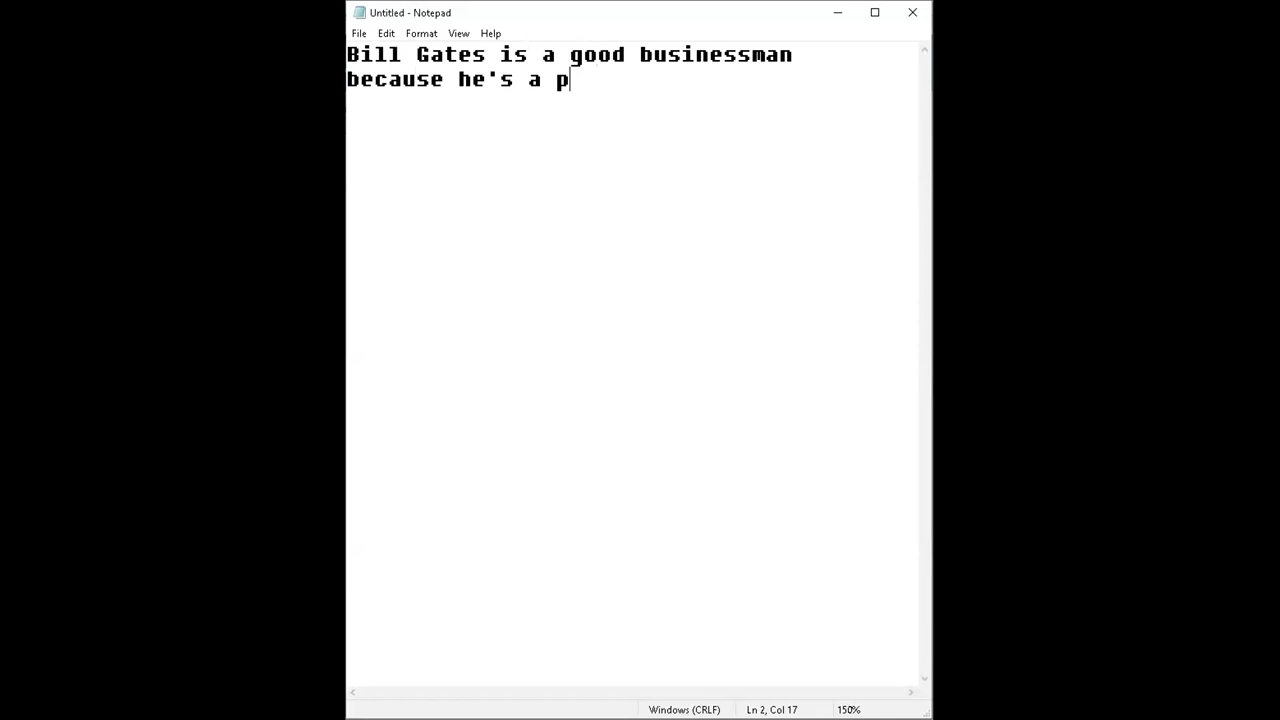 Untitled - Notepad
File Edit Format View Help
Bill Gates is a good businessman
because he's a p
Windows (CRLF) Ln 2, Col 17 150%